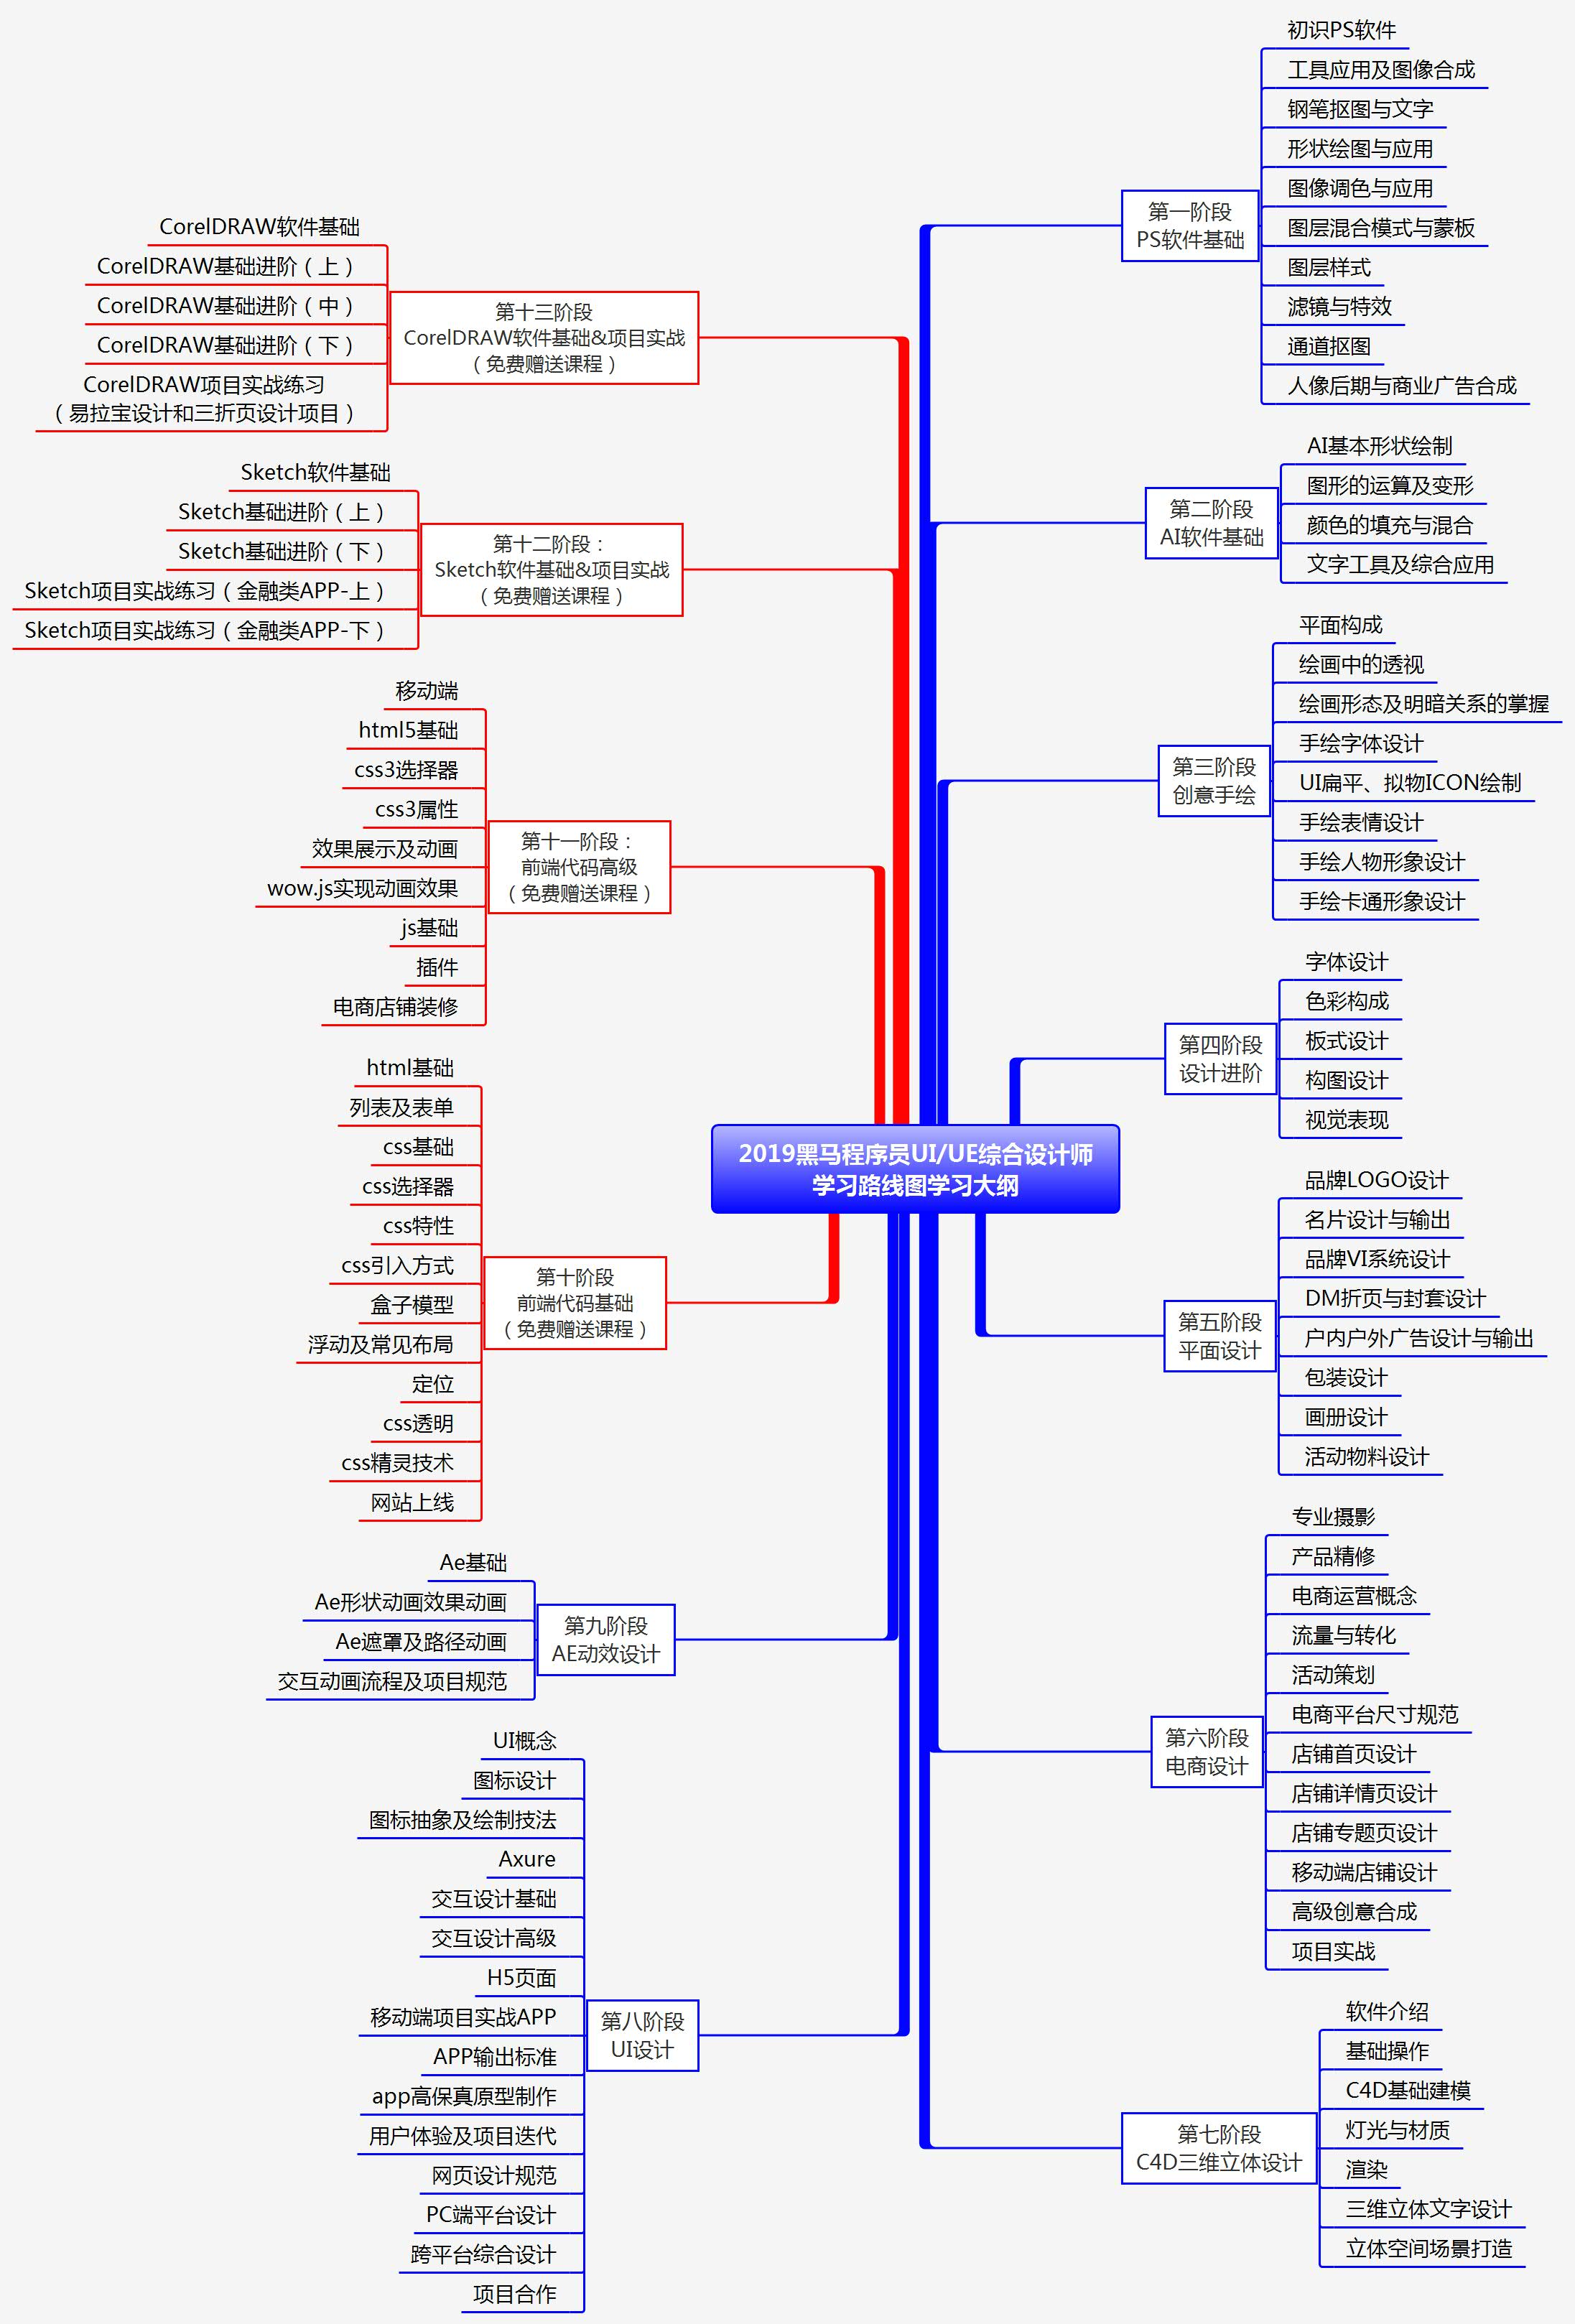 2019黑马程序员UI/UE综合设计师
学习路线图学习大纲
第一阶段
PS软件基础
初识PS软件
工具应用及图像合成
钢笔抠图与文字
形状绘图与应用
图像调色与应用
图层混合模式与蒙板
图层样式
滤镜与特效
通道抠图
人像后期与商业广告合成
第二阶段
AI软件基础
AI基本形状绘制
图形的运算及变形
颜色的填充与混合
文字工具及综合应用
第三阶段
创意手绘
平面构成
绘画中的透视
绘画形态及明暗关系的掌握
手绘字体设计
UI扁平、拟物ICON绘制
手绘表情设计
手绘人物形象设计
手绘卡通形象设计
第四阶段
设计进阶
字体设计
色彩构成
板式设计
构图设计
视觉表现
第五阶段
平面设计
品牌LOGO设计
名片设计与输出
品牌VI系统设计
DM折页与封套设计
户内户外广告设计与输出
包装设计
画册设计
活动物料设计
第六阶段
电商设计
专业摄影
产品精修
电商运营概念
流量与转化
活动策划
电商平台尺寸规范
店铺首页设计
店铺详情页设计
店铺专题页设计
移动端店铺设计
高级创意合成
项目实战
第七阶段
C4D三维立体设计
软件介绍
基础操作
C4D基础建模
灯光与材质
渲染
三维立体文字设计
立体空间场景打造
第八阶段
UI设计
UI概念
图标设计
图标抽象及绘制技法
Axure
交互设计基础
交互设计高级
H5页面
移动端项目实战APP
APP输出标准
app高保真原型制作
用户体验及项目迭代
网页设计规范
PC端平台设计
跨平台综合设计
项目合作
第九阶段
AE动效设计
Ae基础
Ae形状动画效果动画
Ae遮罩及路径动画
交互动画流程及项目规范
第十阶段
前端代码基础
（免费赠送课程）
html基础
列表及表单
css基础
css选择器
css特性
css引入方式
盒子模型
浮动及常见布局
定位
css透明
css精灵技术
网站上线
第十一阶段：
前端代码高级
（免费赠送课程）
移动端
html5基础
css3选择器
css3属性
效果展示及动画
wow.js实现动画效果
js基础
插件
电商店铺装修
第十二阶段：
Sketch软件基础&项目实战
（免费赠送课程）
Sketch软件基础
Sketch基础进阶（上）
Sketch基础进阶（下）
Sketch项目实战练习（金融类APP-上）
Sketch项目实战练习（金融类APP-下）
第十三阶段
CorelDRAW软件基础&项目实战
（免费赠送课程）
CorelDRAW软件基础
CorelDRAW基础进阶（上）
CorelDRAW基础进阶（中）
CorelDRAW基础进阶（下）
CorelDRAW项目实战练习
（易拉宝设计和三折页设计项目）